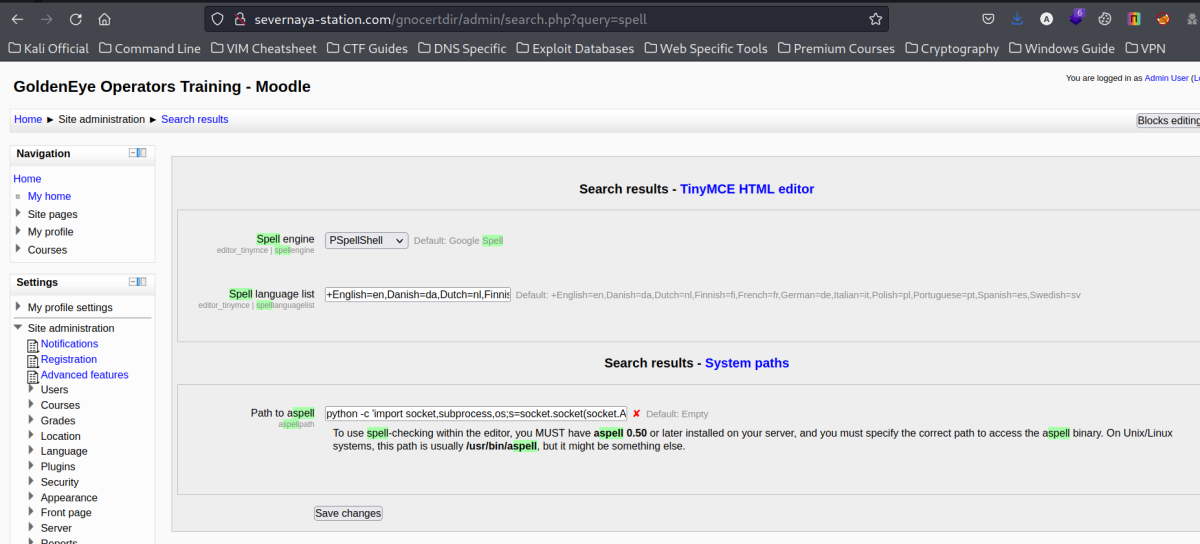 severnaya-station.com/gnocertdir/admin/search.php?query=spell
6
Kali Official Command Line VIM Cheatsheet CTF Guides DNS Specific Exploit Databases Web Specific Tools Premium Courses Cryptography Windows Guide VPN
GoldenEye Operators Training - Moodle
You are logged in as Admin User (L
Home ► Site administration ► Search results
Blocks editing
Navigation
Home
My home
Site pages
My profile
Courses
Settings
My profile settings
Site administration
Notifications
Registration
Advanced features
Users
Courses
Grades
Location
Language
Plugins
Security
Appearance
Front page
Server
Reports
Search results - TinyMCE HTML editor
Spell engine PSpellShell Default: Google Spell
editor_tinymce | spellengine
Spell language list +English=en,Danish=da,Dutch=nl,Finnis Default: +English=en,Danish=da,Dutch=nl,Finnish=fi,French=fr,German=de,Italian=it,Polish=pl,Portuguese=pt,Spanish=es,Swedish=sv
editor_tinymce | spelllanguagelist
Search results - System paths
Path to aspell python -c 'import socket,subprocess,os;s=socket.socket(socket.A ✘ Default: Empty
aspellpath
To use spell-checking within the editor, you MUST have aspell 0.50 or later installed on your server, and you must specify the correct path to access the aspell binary. On Unix/Linux
systems, this path is usually /usr/bin/aspell, but it might be something else.
Save changes